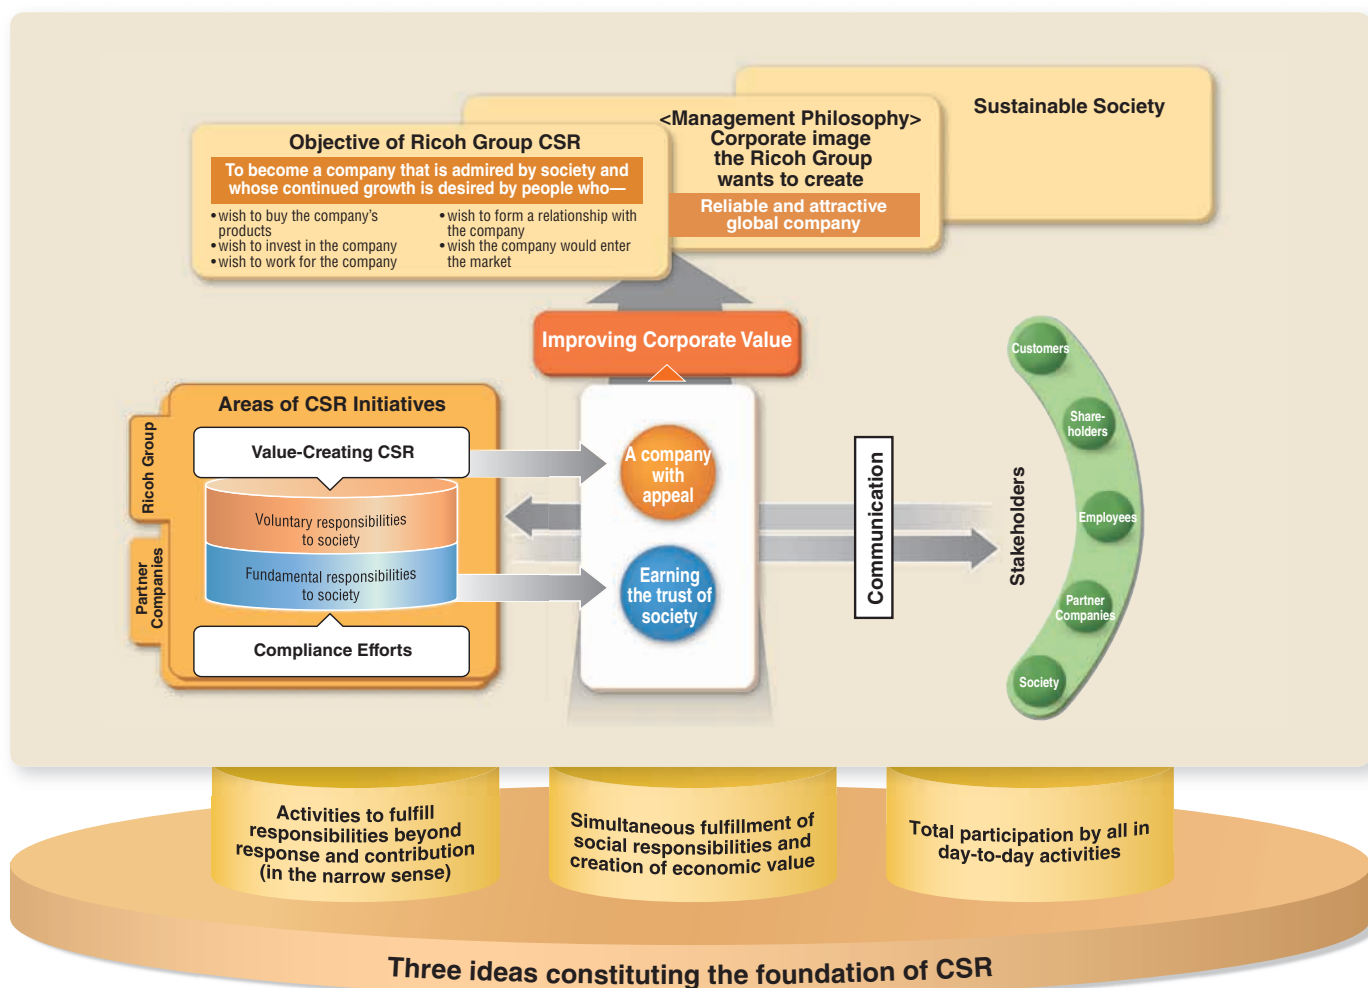 Sustainable Society
<Management Philosophy>
Corporate image
the Ricoh Group
wants to create
Reliable and attractive
global company
Objective of Ricoh Group CSR
To become a company that is admired by society and
whose continued growth is desired by people who—
•wish to buy the company's
products
•wish to invest in the company
•wish to work for the company
•wish to form a relationship with
the company
•wish the company would enter
the market
Improving Corporate Value
Areas of CSR Initiatives
Ricoh Group
Partner
Companies
Value-Creating CSR
Voluntary responsibilities
to society
Fundamental responsibilities
to society
Compliance Efforts
A company
with
appeal
Earning
the trust of
society
Communication
Stakeholders
Customers
Share-
holders
Employees
Partner
Companies
Society
Activities to fulfill
responsibilities beyond
response and contribution
(in the narrow sense)
Simultaneous fulfillment of
social responsibilities and
creation of economic value
Total participation by all in
day-to-day activities
Three ideas constituting the foundation of CSR